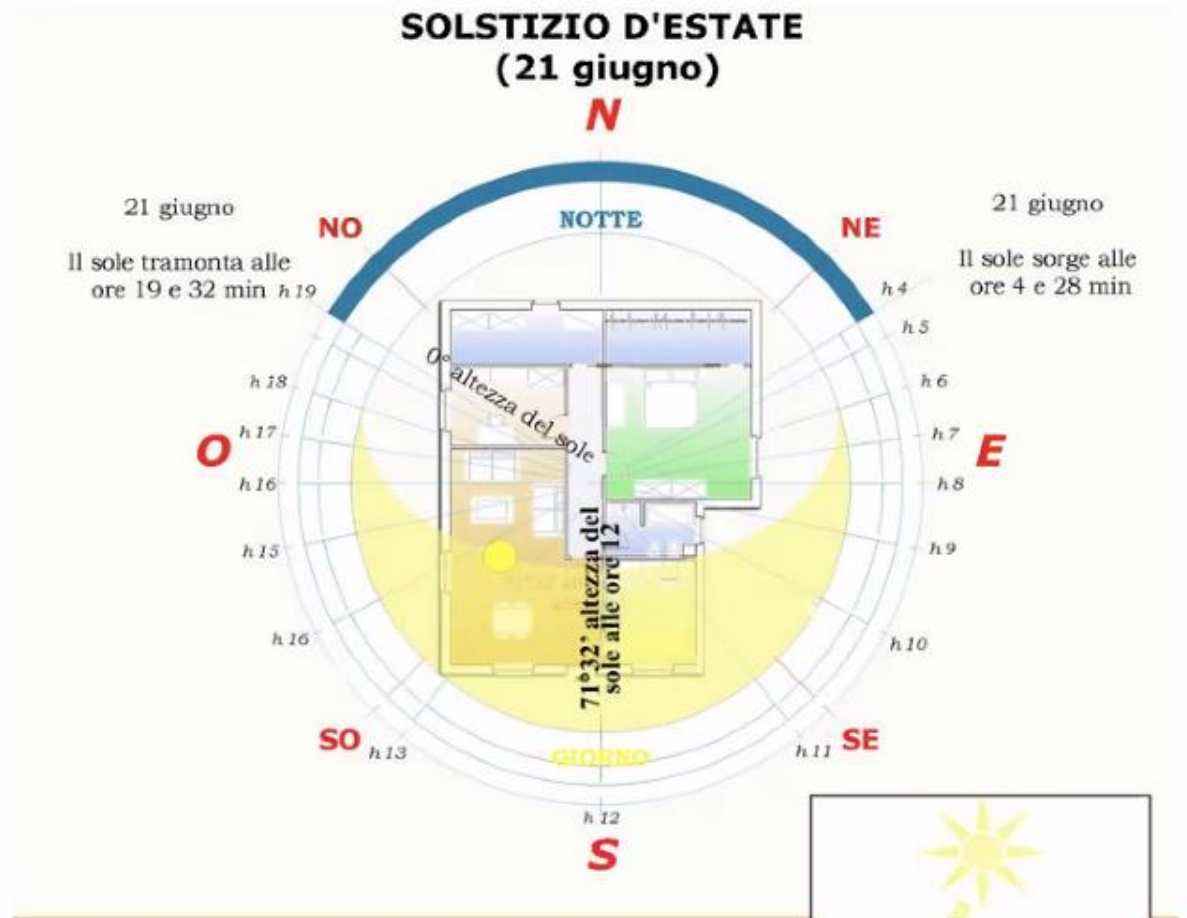 SOLSTIZIO D'ESTATE
(21 giugno)
N
21 giugno
NO
NOTTE
NE
21 giugno
Il sole tramonta alle
ore 19 e 32 min
h 19
Il sole sorge alle
ore 4 e 28 min
h 4
h 5
h 18
0° altezza del sole
h 6
O
h 17
h 7
E
h 16
h 8
h 15
h 9
71°32' altezza del
sole alle ore 12
h 16
h 10
SO
h 13
GIORNO
h 11
SE
h 12
S